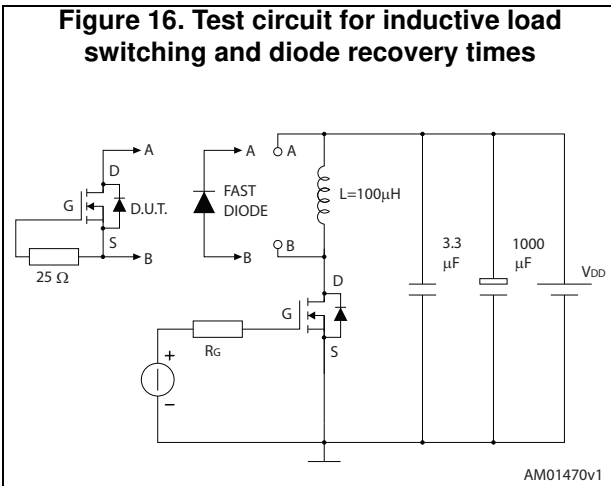 Figure 16. Test circuit for inductive load
switching and diode recovery times
A
D
G
D.U.T.
S
B
25 Ω
A
FAST
DIODE
B
A
L=100µH
B
D
G
S
RG
+
−
3.3
µF
1000
µF
VDD
AM01470v1